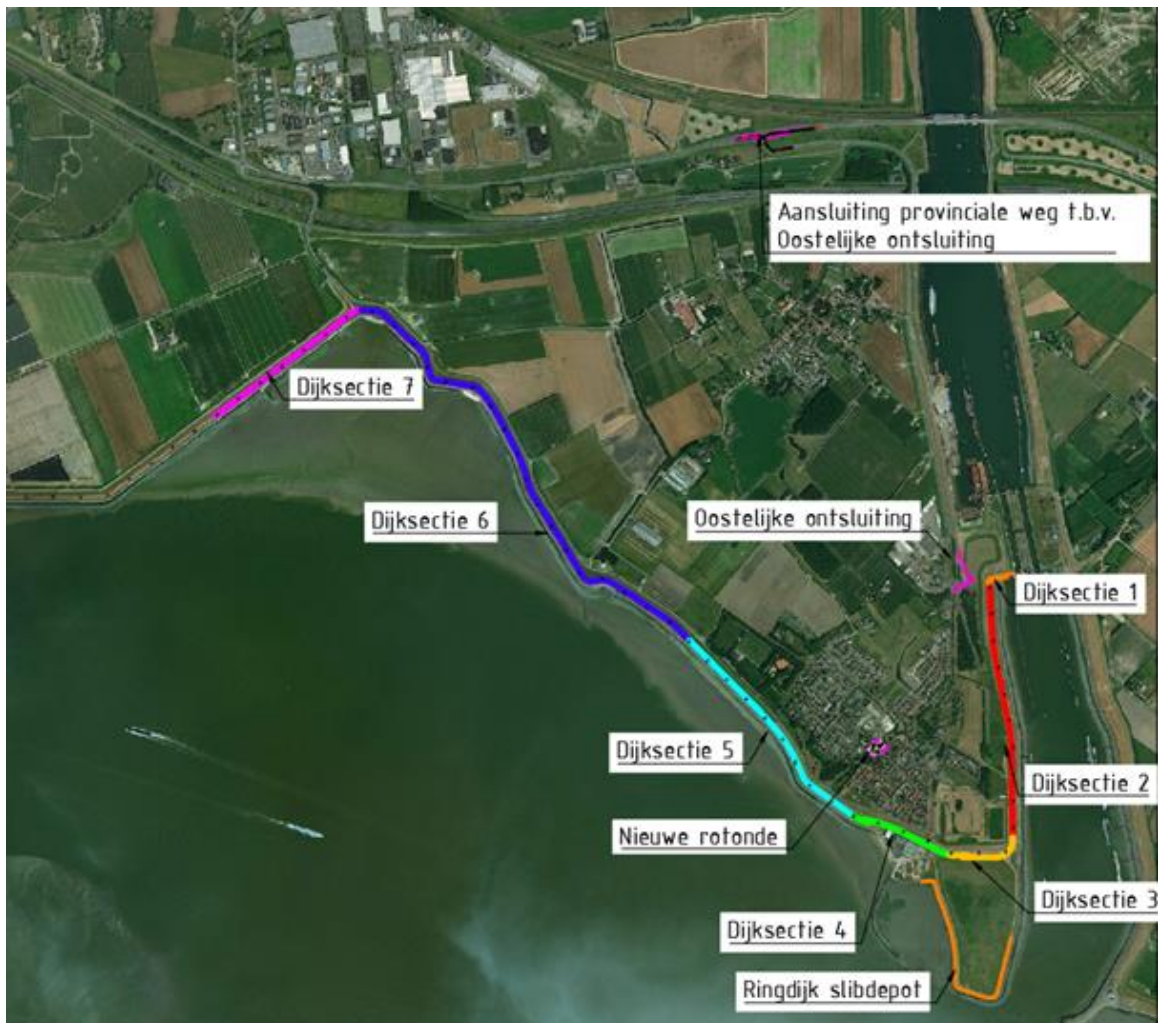 Aansluiting provinciale weg t.b.v.
Oostelijke ontsluiting
Dijksectie 7
Dijksectie 6
Oostelijke ontsluiting
Dijksectie 1
Dijksectie 5
Dijksectie 2
Nieuwe rotonde
Dijksectie 3
Dijksectie 4
Ringdijk slibdepot